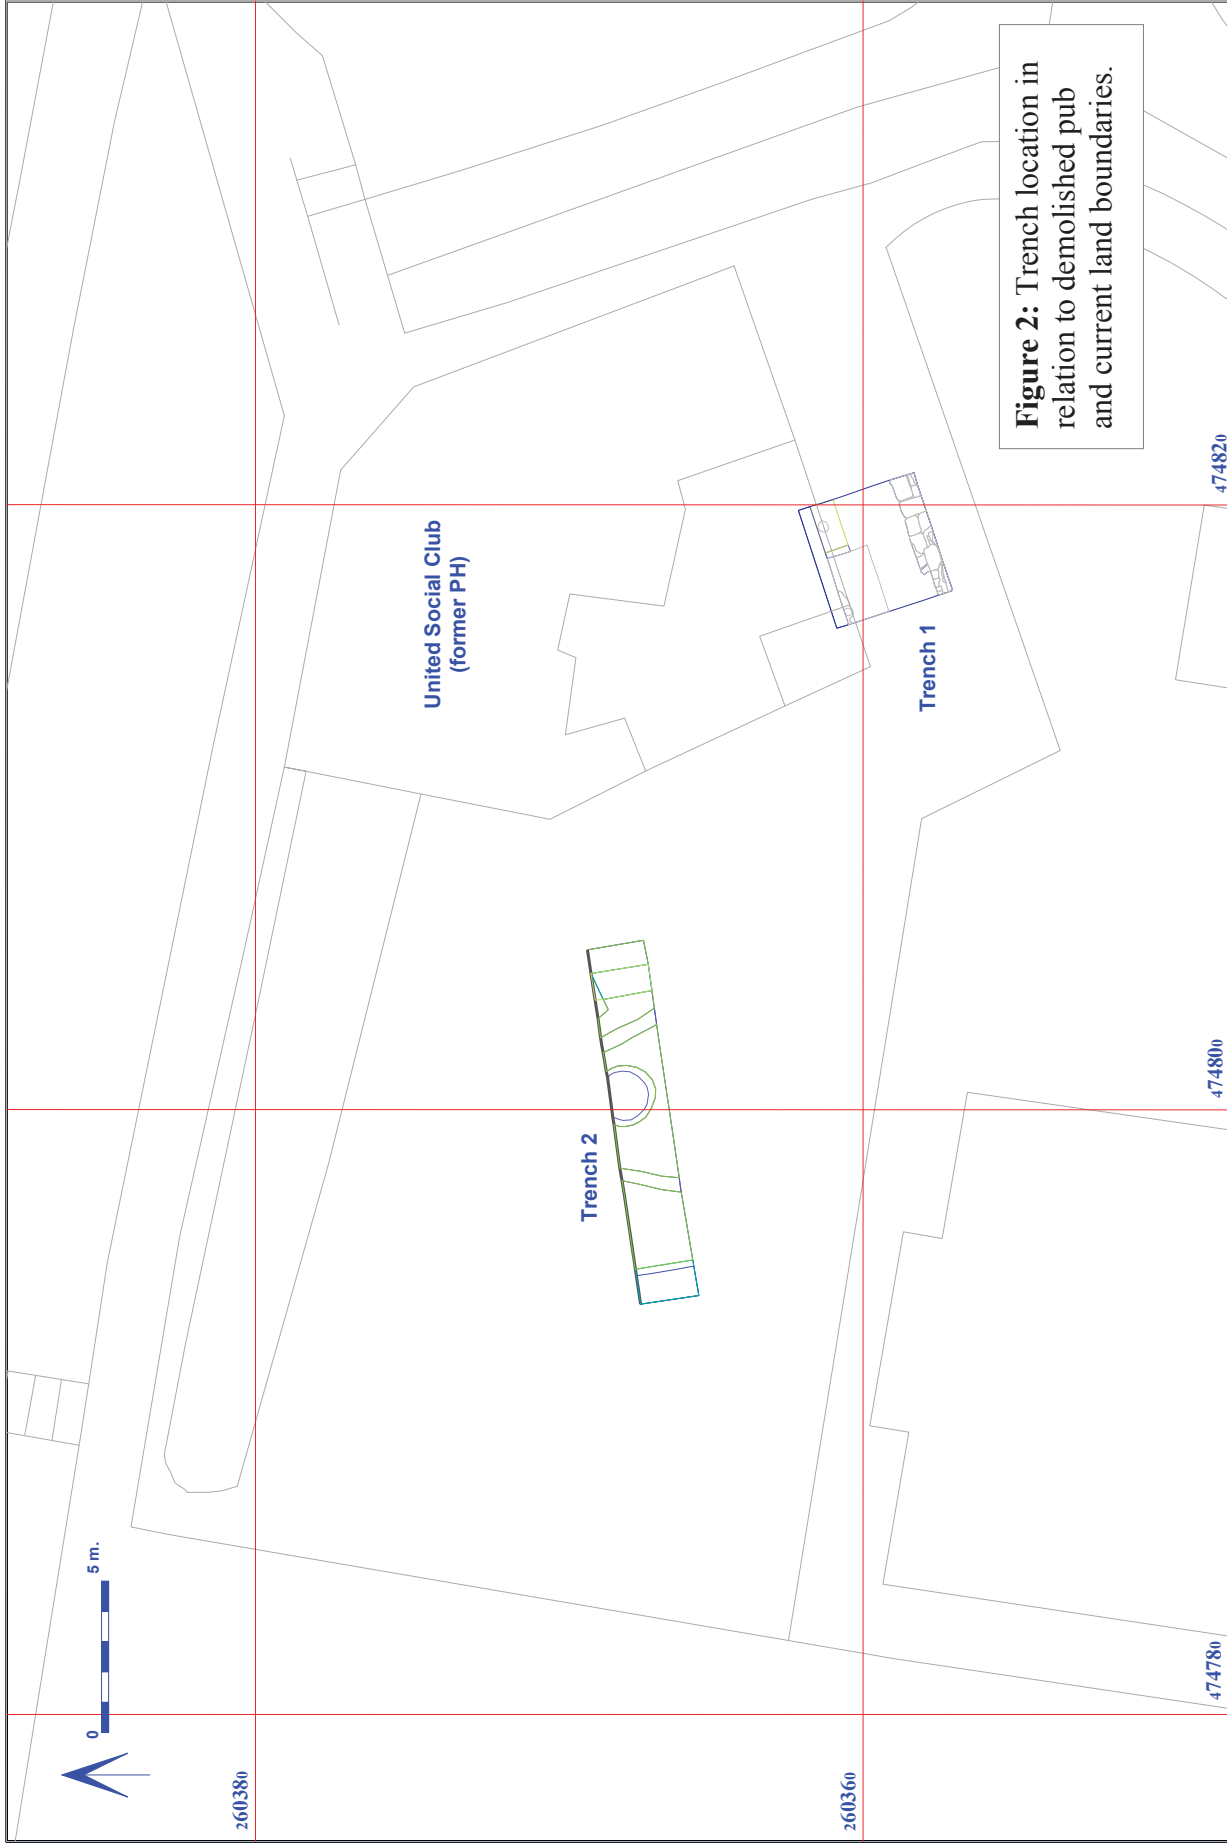 United Social Club
(former PH)
Trench 1
Trench 2
0
5 m.
260380
260360
474780
474800
474820
Figure 2: Trench location in
relation to demolished pub
and current land boundaries.